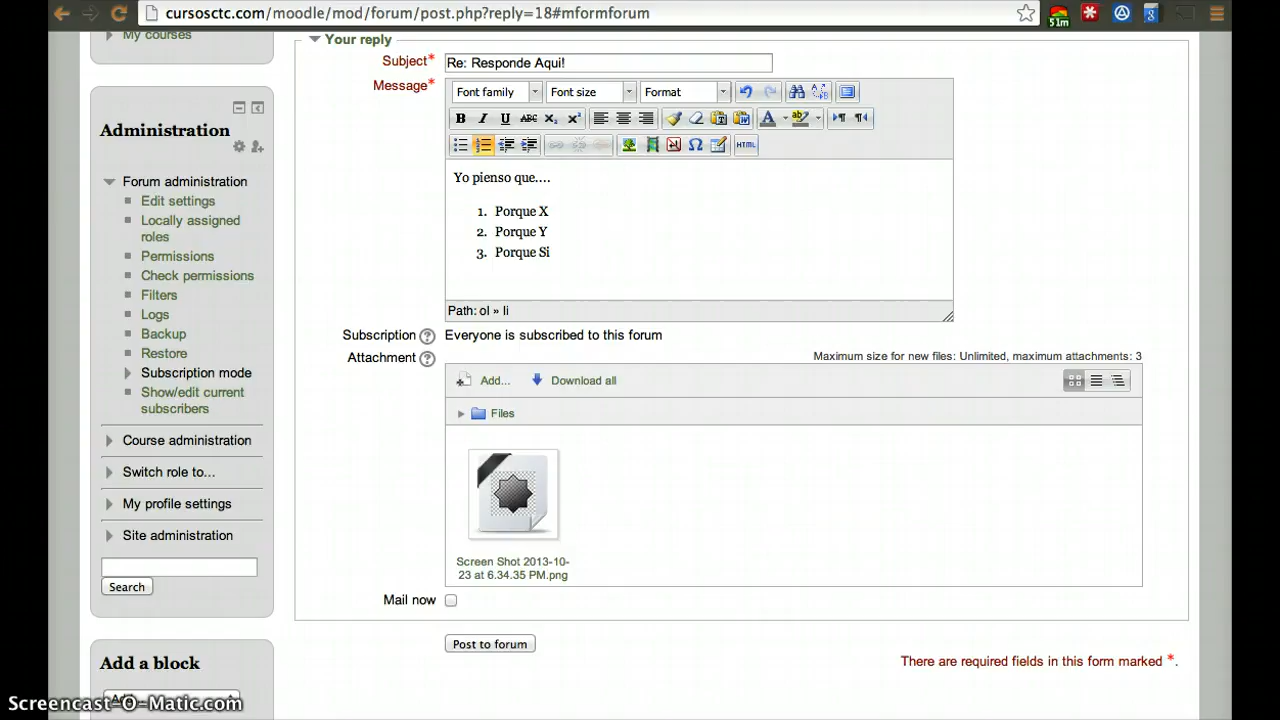 cursosctc.com/moodle/mod/forum/post.php?reply=18#mformforum
51m
My courses
Administration
Forum administration
Edit settings
Locally assigned
roles
Permissions
Check permissions
Filters
Logs
Backup
Restore
Subscription mode
Show/edit current
subscribers
Course administration
Switch role to...
My profile settings
Site administration
Search
Add a block
Your reply
Subject*
Re: Responde Aqui!
Message*
Font family
Font size
Format
B I U ABC X₂ X²
HTML
Yo pienso que....
1. Porque X
2. Porque Y
3. Porque Si
Path: ol » li
Subscription
Everyone is subscribed to this forum
Attachment
Maximum size for new files: Unlimited, maximum attachments: 3
Add...
Download all
Files
Screen Shot 2013-10-
23 at 6.34.35 PM.png
Mail now
Post to forum
There are required fields in this form marked *.
Screencast-O-Matic.com